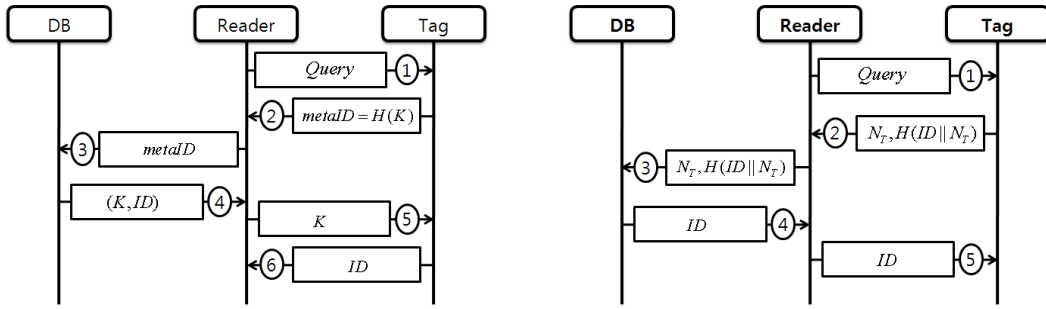 DB Reader Tag
Query 1
2 metaID = H(K)
3 metaID
(K, ID) 4
K 5
6 ID
DB Reader Tag
Query 1
2 N_T, H(ID || N_T)
3 N_T, H(ID || N_T)
ID 4
ID 5